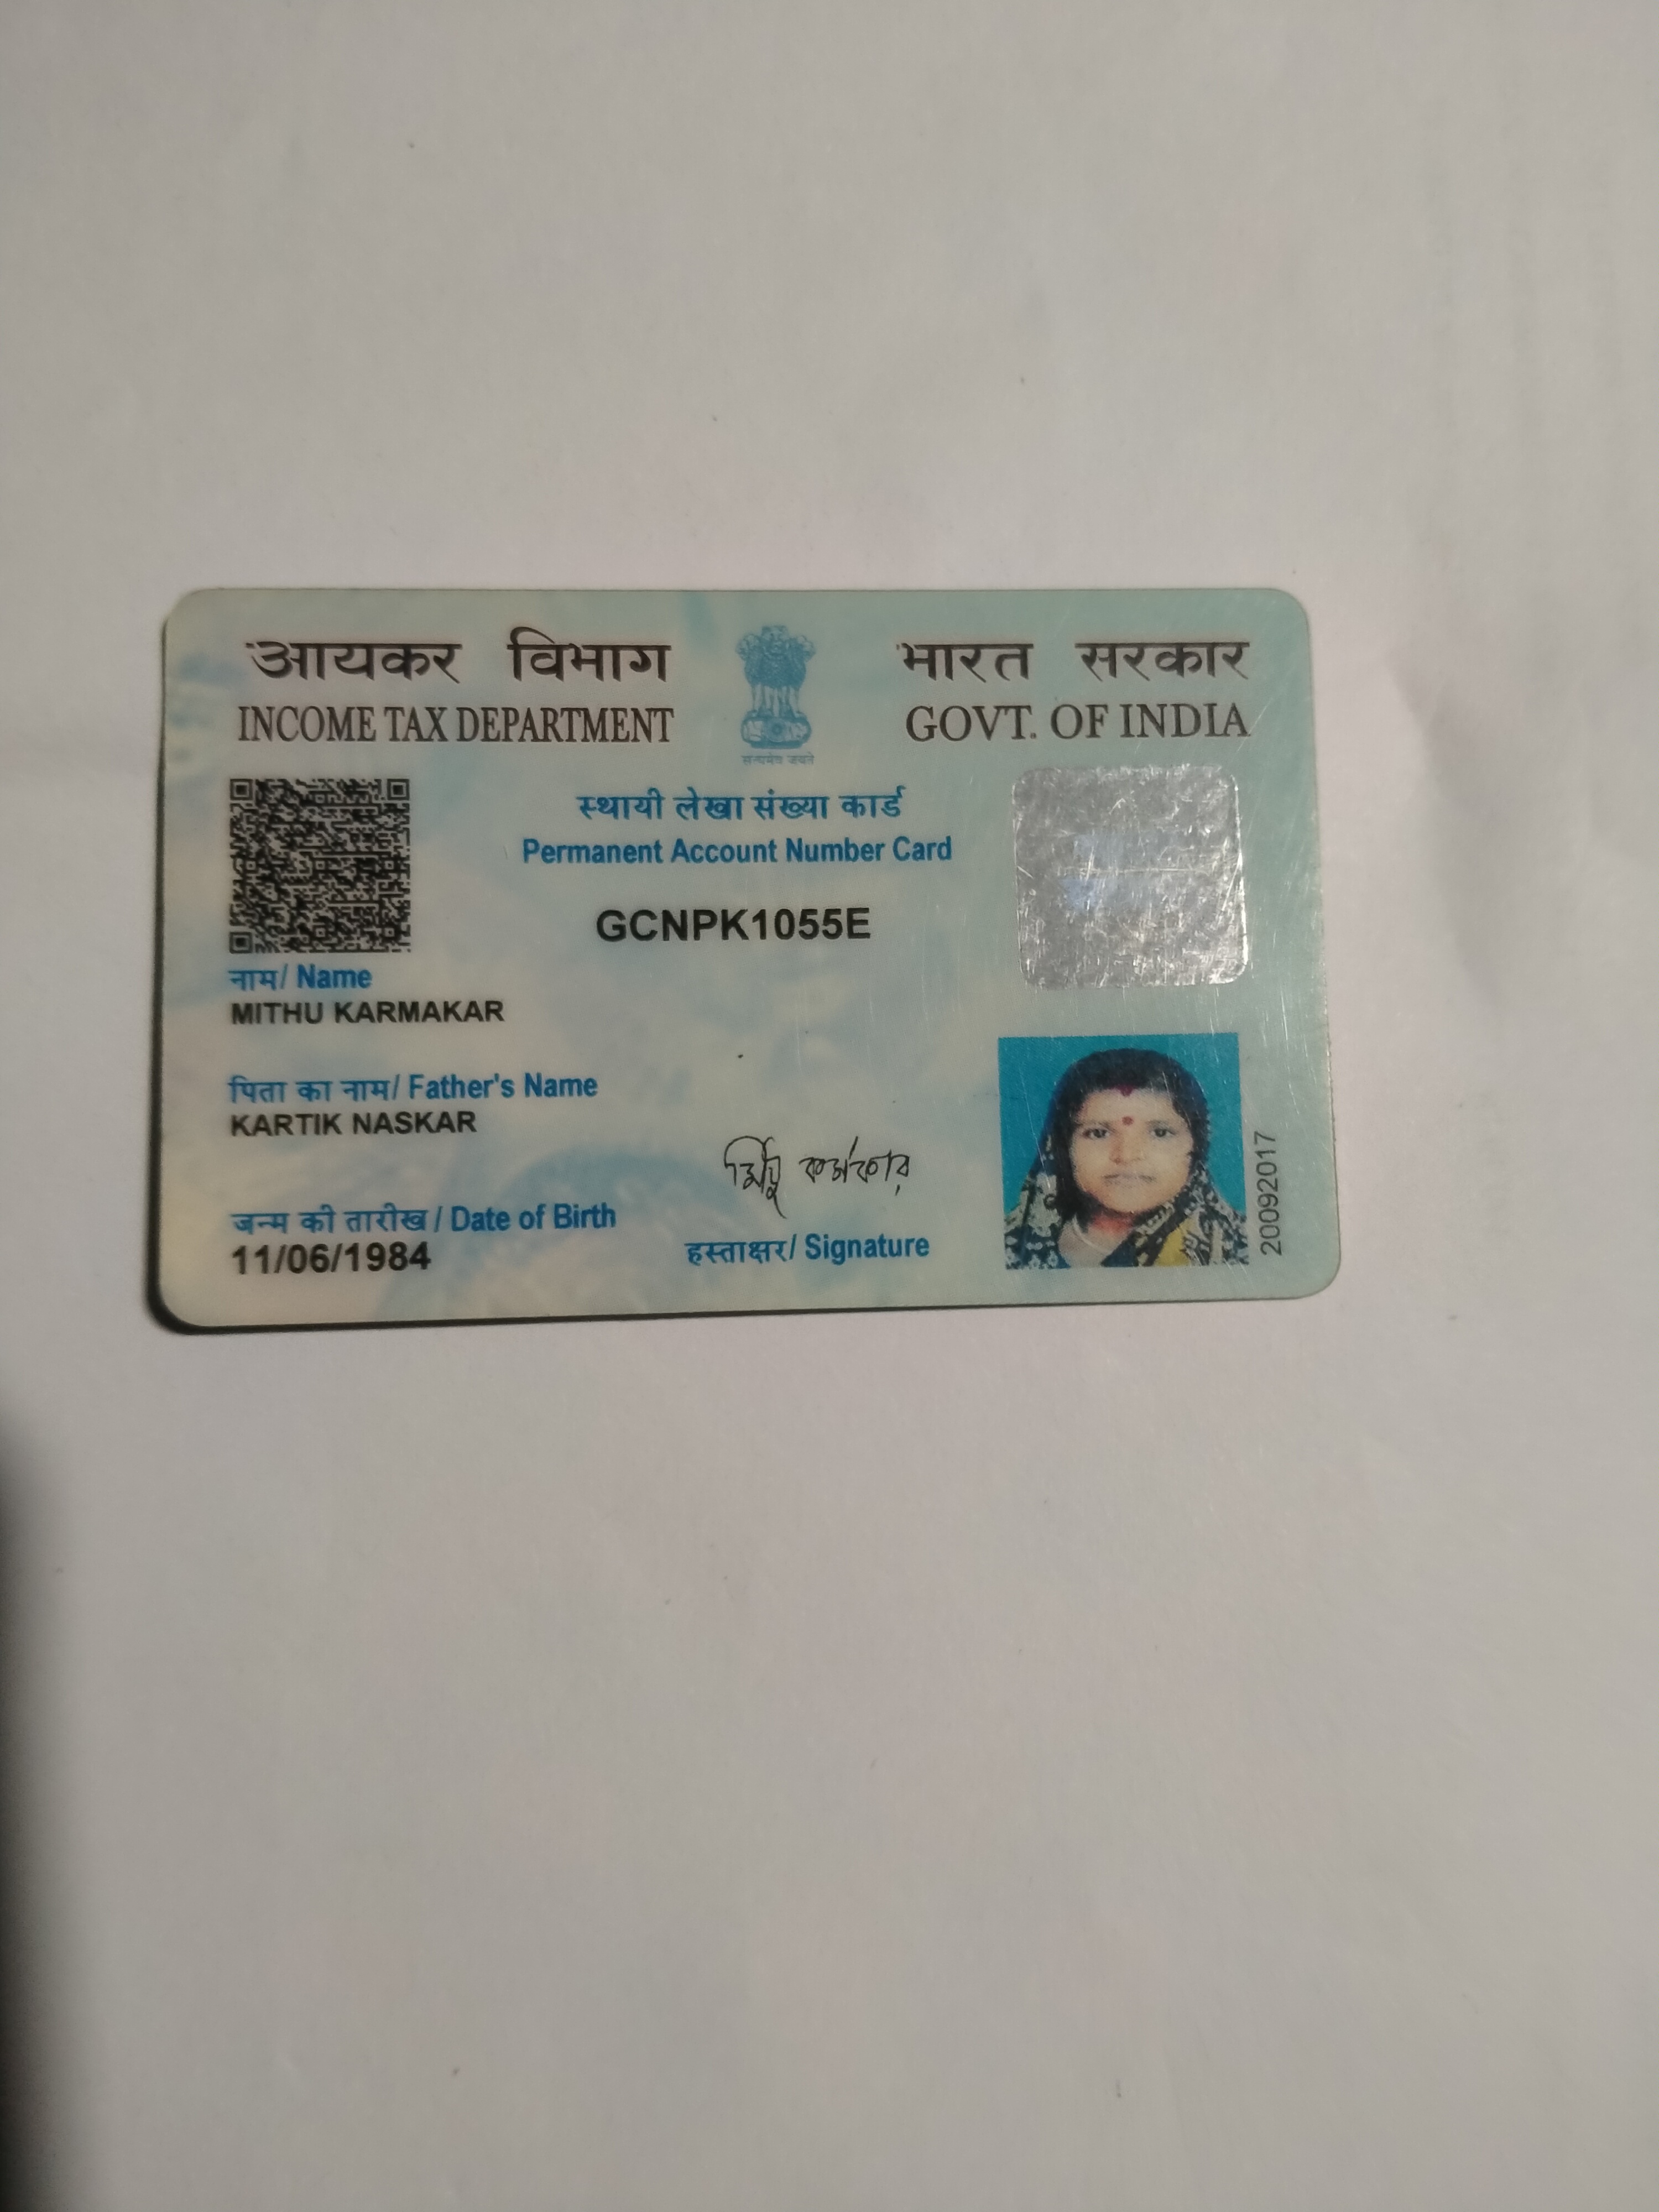 आयकर विभाग
INCOME TAX DEPARTMENT
सत्यमेव जयते
भारत सरकार
GOVT. OF INDIA
स्थायी लेखा संख्या कार्ड
Permanent Account Number Card
GCNPK1055E
नाम/ Name
MITHU KARMAKAR
पिता का नाम/ Father's Name
KARTIK NASKAR
जन्म की तारीख / Date of Birth
11/06/1984
মিঠু কর্মকার
हस्ताक्षर/ Signature
20092017